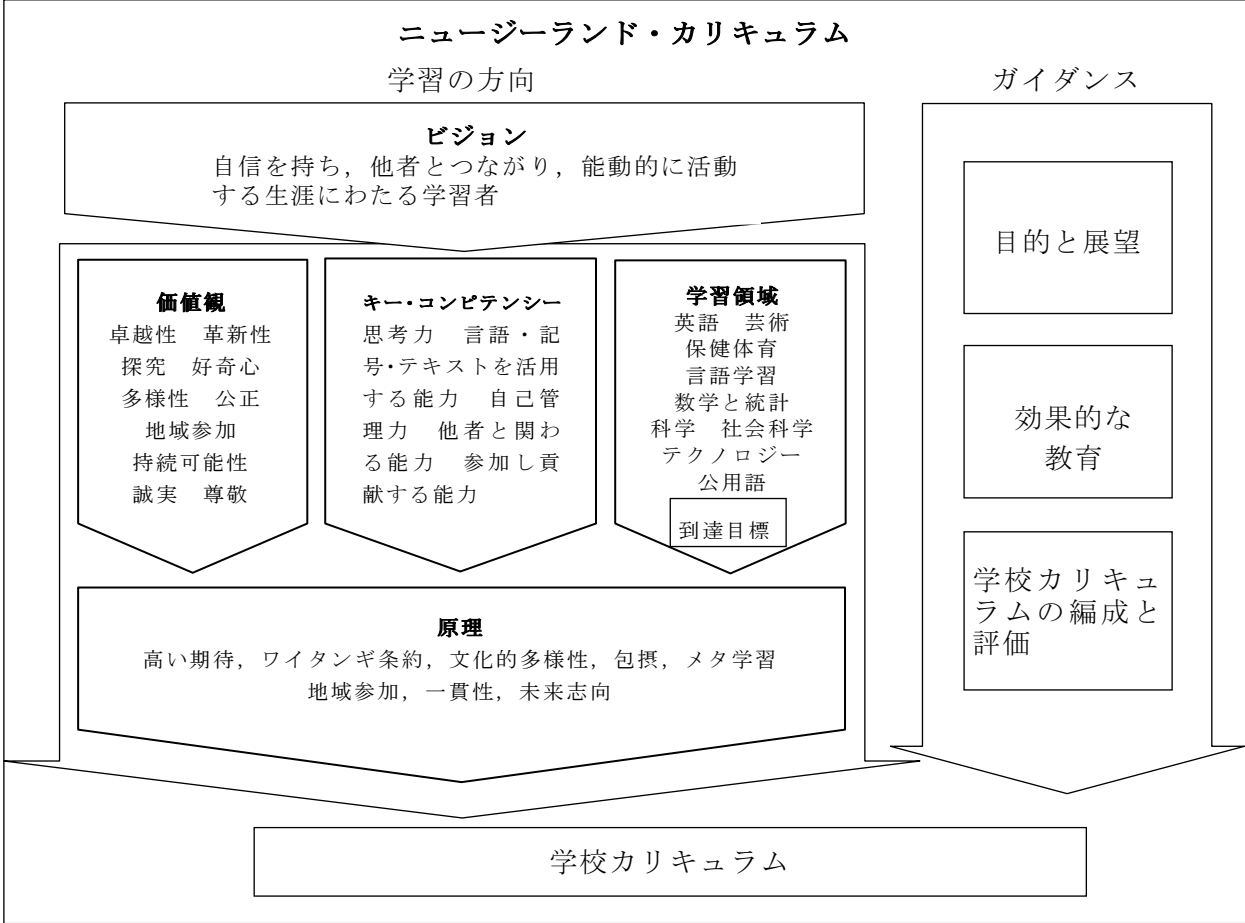 ニュージーランド・カリキュラム
学習の方向
ガイダンス
ビジョン
自信を持ち，他者とつながり，能動的に活動
する生涯にわたる学習者
価値観
卓越性　革新性
探究　好奇心
多様性　公正
地域参加
持続可能性
誠実　尊敬
キー・コンピテンシー
思考力　言語・記
号・テキストを活用
する能力　自己管
理力　他者と関わ
る能力　参加し貢
献する能力
学習領域
英語　芸術
保健体育
言語学習
数学と統計
科学　社会科学
テクノロジー
公用語
到達目標
原理
高い期待，ワイタンギ条約，文化的多様性，包摂，メタ学習
地域参加，一貫性，未来志向
目的と展望
効果的な
教育
学校カリキュ
ラムの編成と
評価
学校カリキュラム